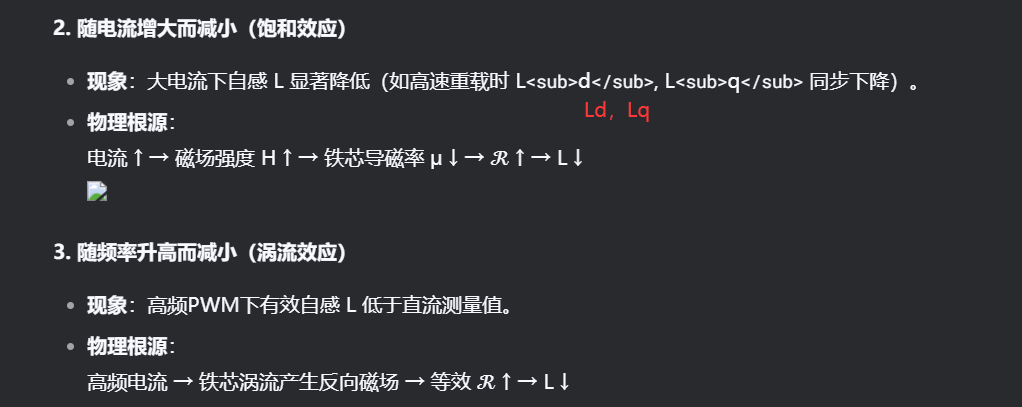 2. 随电流增大而减小（饱和效应）
现象：大电流下自感 L 显著降低（如高速重载时 L<sub>d</sub>, L<sub>q</sub> 同步下降）。
Ld，Lq
物理根源：
电流↑→ 磁场强度 H↑→ 铁芯导磁率 μ↓→ ℛ↑→ L↓
3. 随频率升高而减小（涡流效应）
现象：高频PWM下有效自感 L 低于直流测量值。
物理根源：
高频电流 → 铁芯涡流产生反向磁场 → 等效 ℛ↑→ L↓